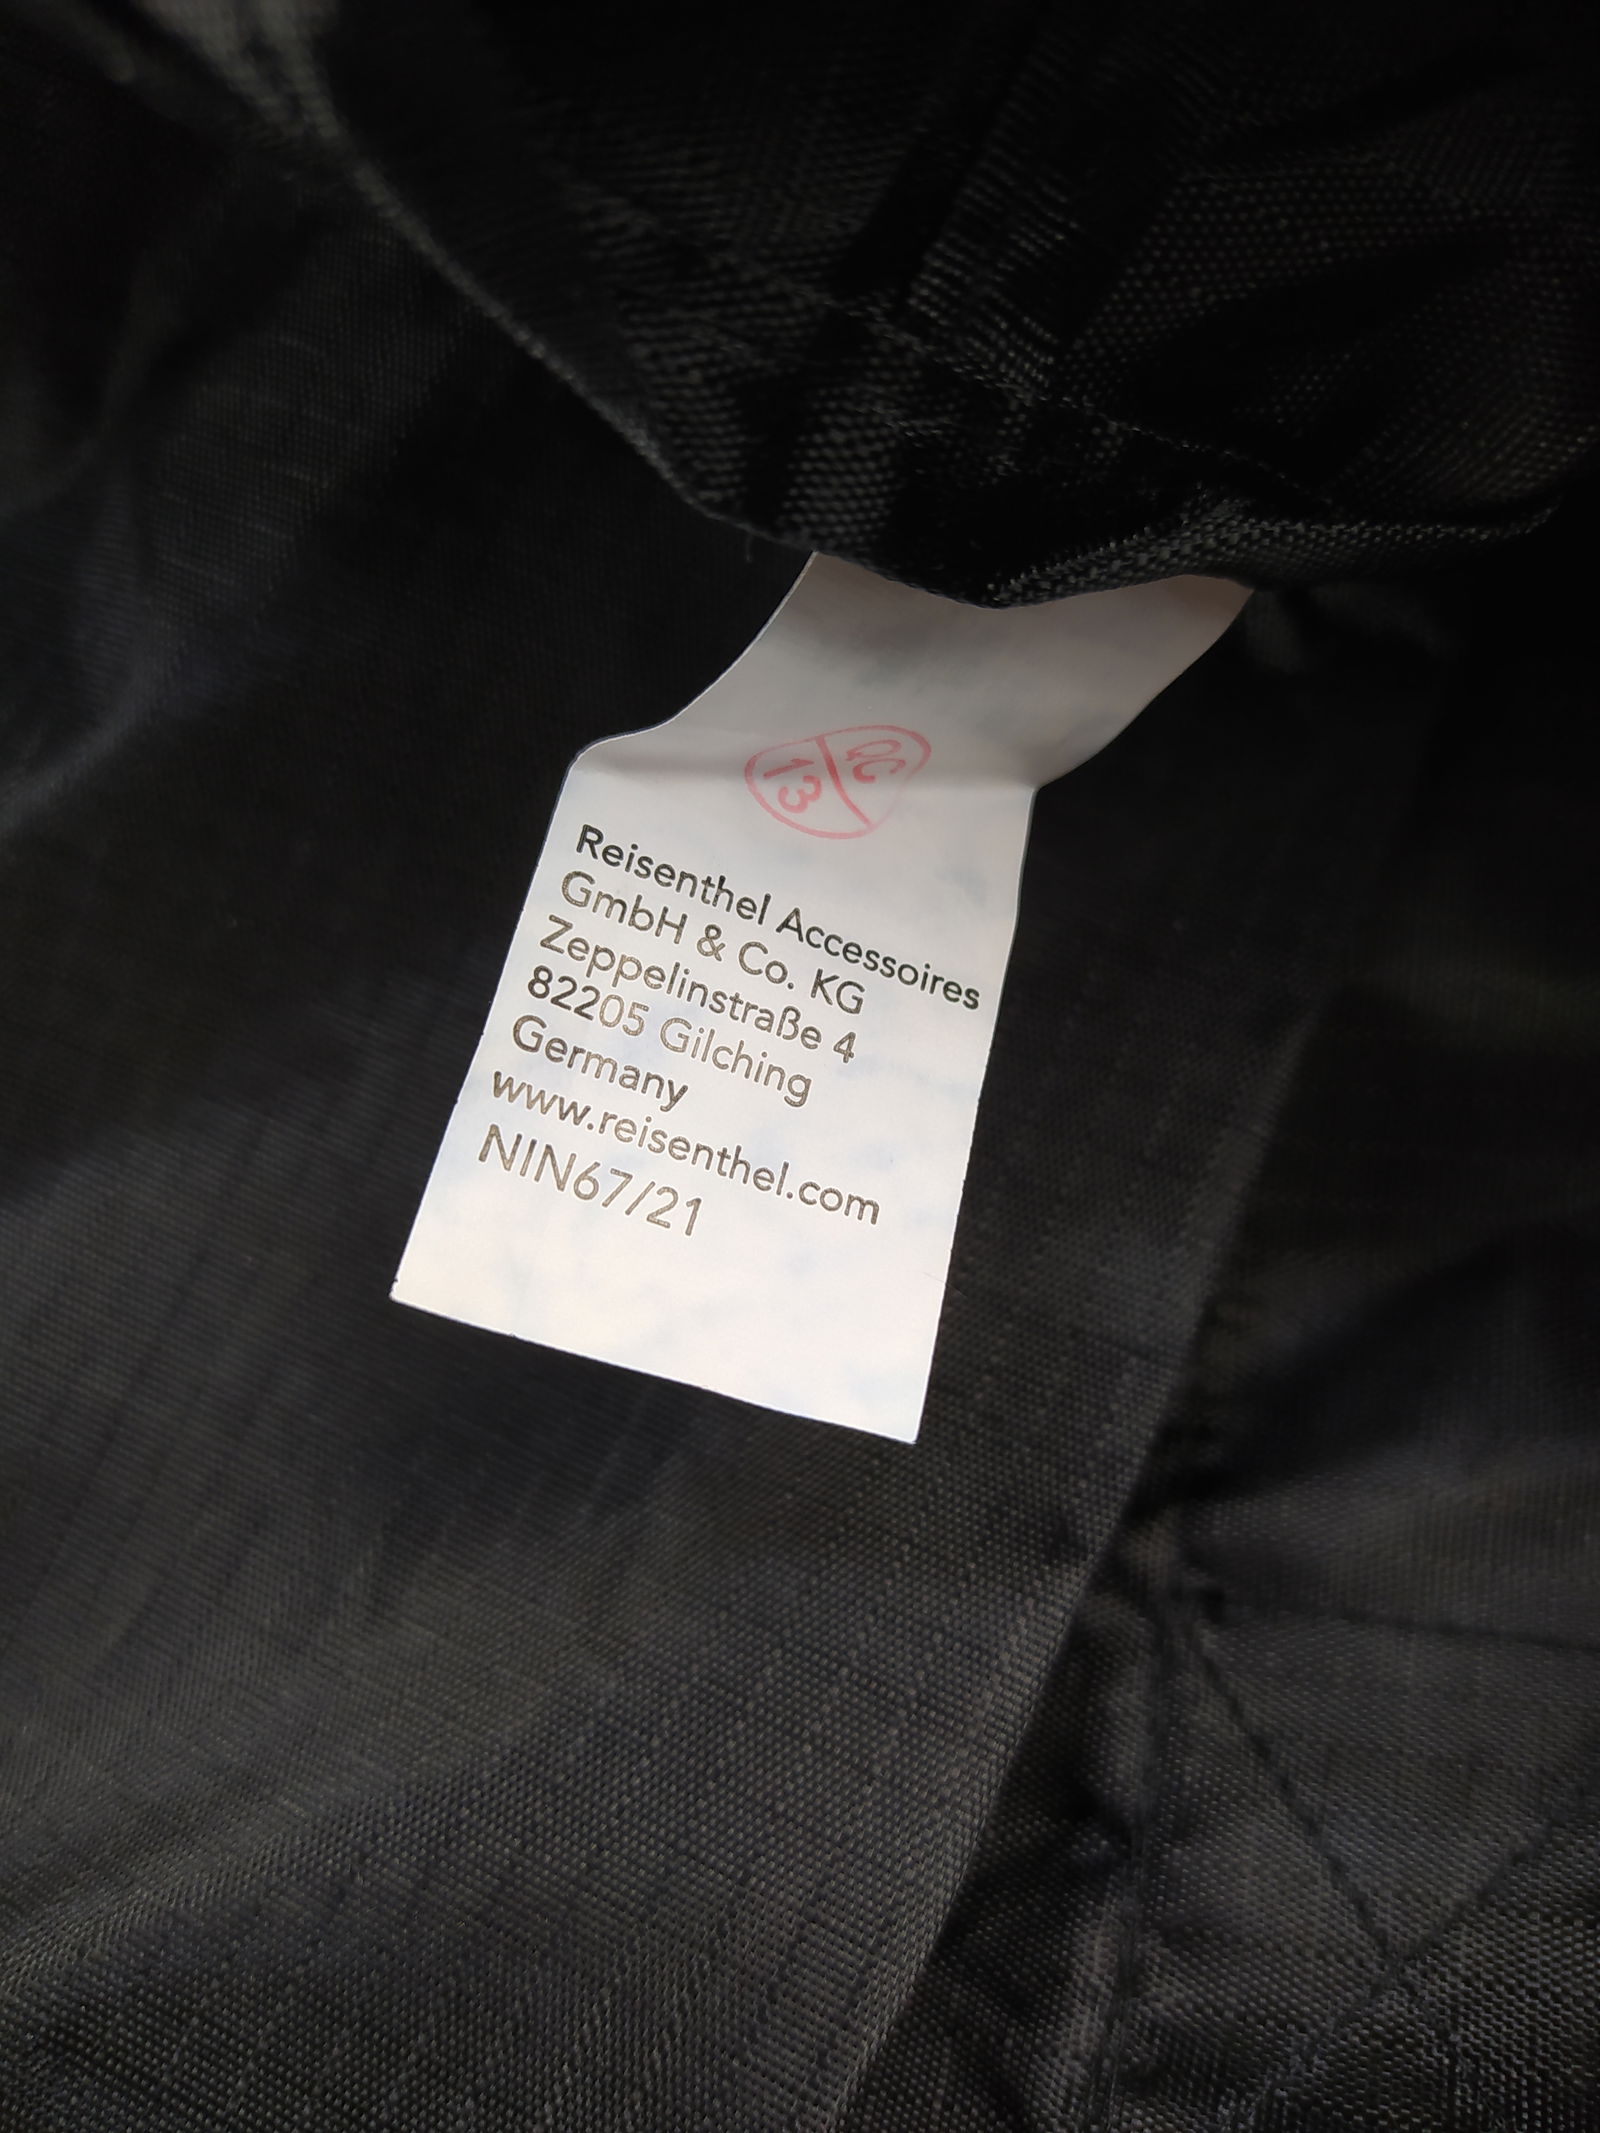 QC
13
Reisenthel Accessoires
GmbH & Co. KG
Zeppelinstraße 4
82205 Gilching
Germany
www.reisenthel.com
NIN67/21